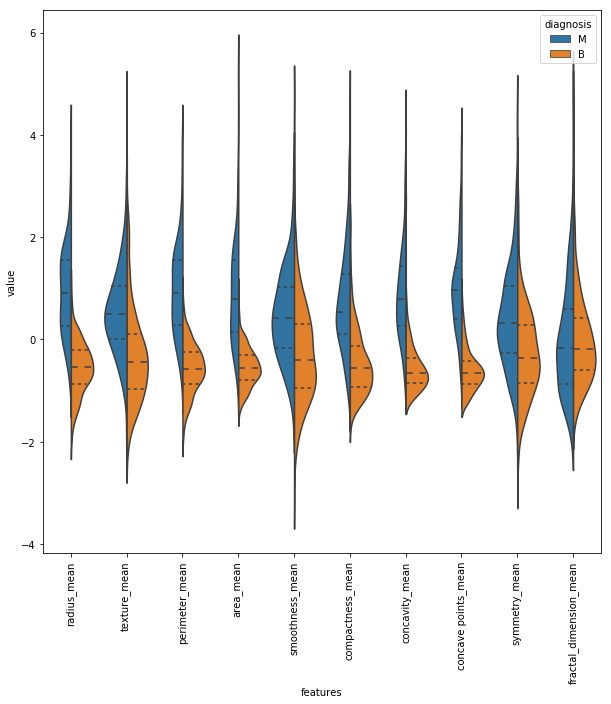 diagnosis
M
B
6
4
2
0
−2
−4
value
radius_mean
texture_mean
perimeter_mean
area_mean
smoothness_mean
compactness_mean
concavity_mean
concave points_mean
symmetry_mean
fractal_dimension_mean
features